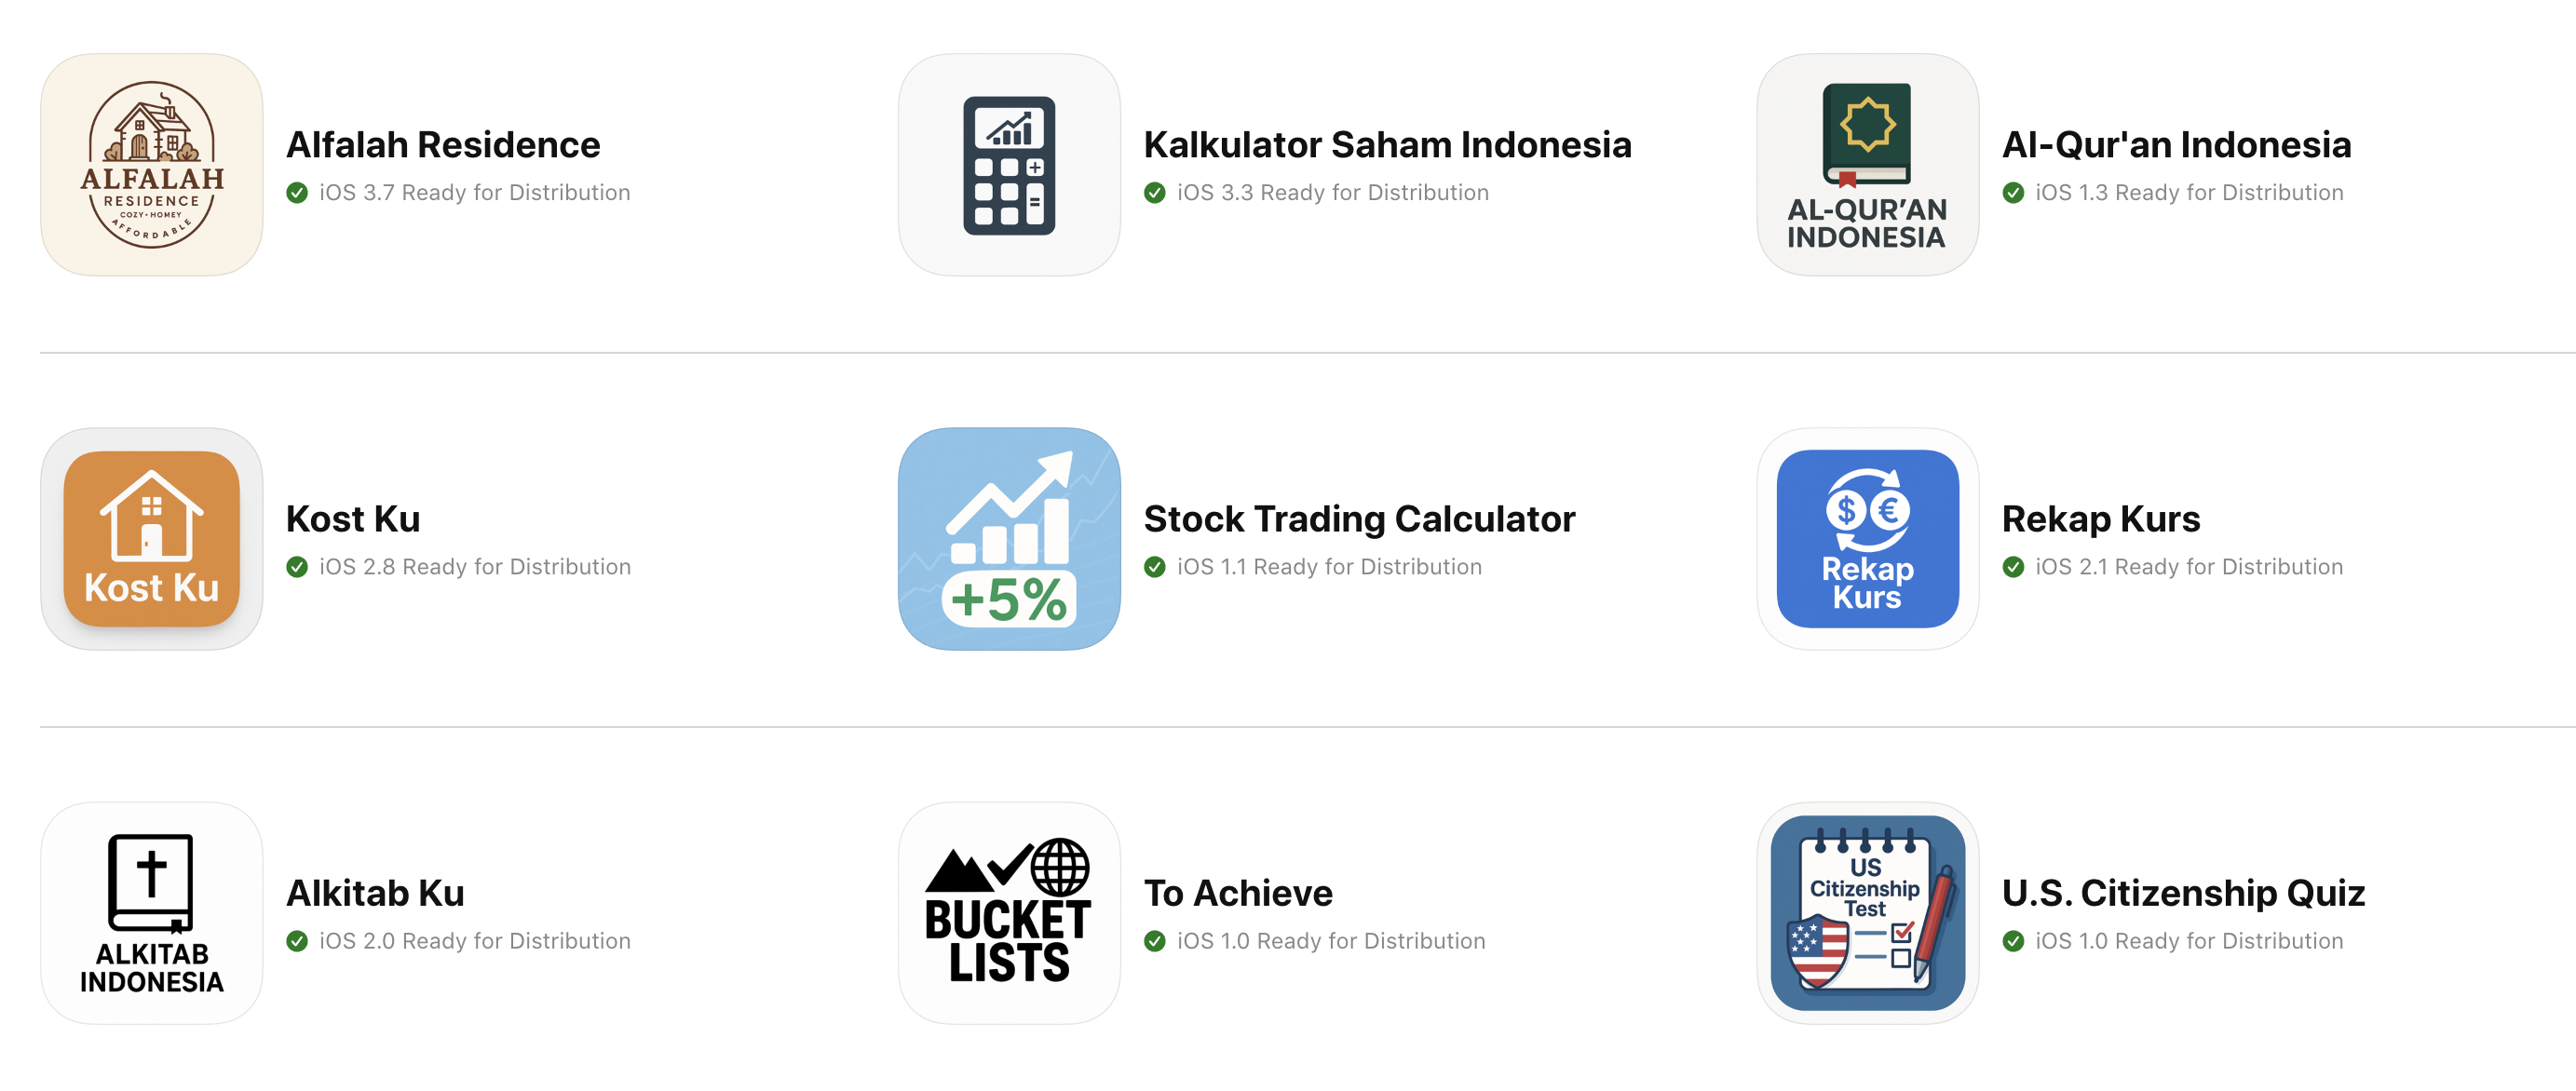 ALFALAH
RESIDENCE
COZY • HOMEY
AFFORDABLE
Alfalah Residence
iOS 3.7 Ready for Distribution
+
=
Kalkulator Saham Indonesia
iOS 3.3 Ready for Distribution
AL-QUR’AN
INDONESIA
Al-Qur'an Indonesia
iOS 1.3 Ready for Distribution
Kost Ku
Kost Ku
iOS 2.8 Ready for Distribution
+5%
Stock Trading Calculator
iOS 1.1 Ready for Distribution
$ €
Rekap
Kurs
Rekap Kurs
iOS 2.1 Ready for Distribution
ALKITAB
INDONESIA
Alkitab Ku
iOS 2.0 Ready for Distribution
BUCKET
LISTS
To Achieve
iOS 1.0 Ready for Distribution
US
Citizenship
Test
U.S. Citizenship Quiz
iOS 1.0 Ready for Distribution